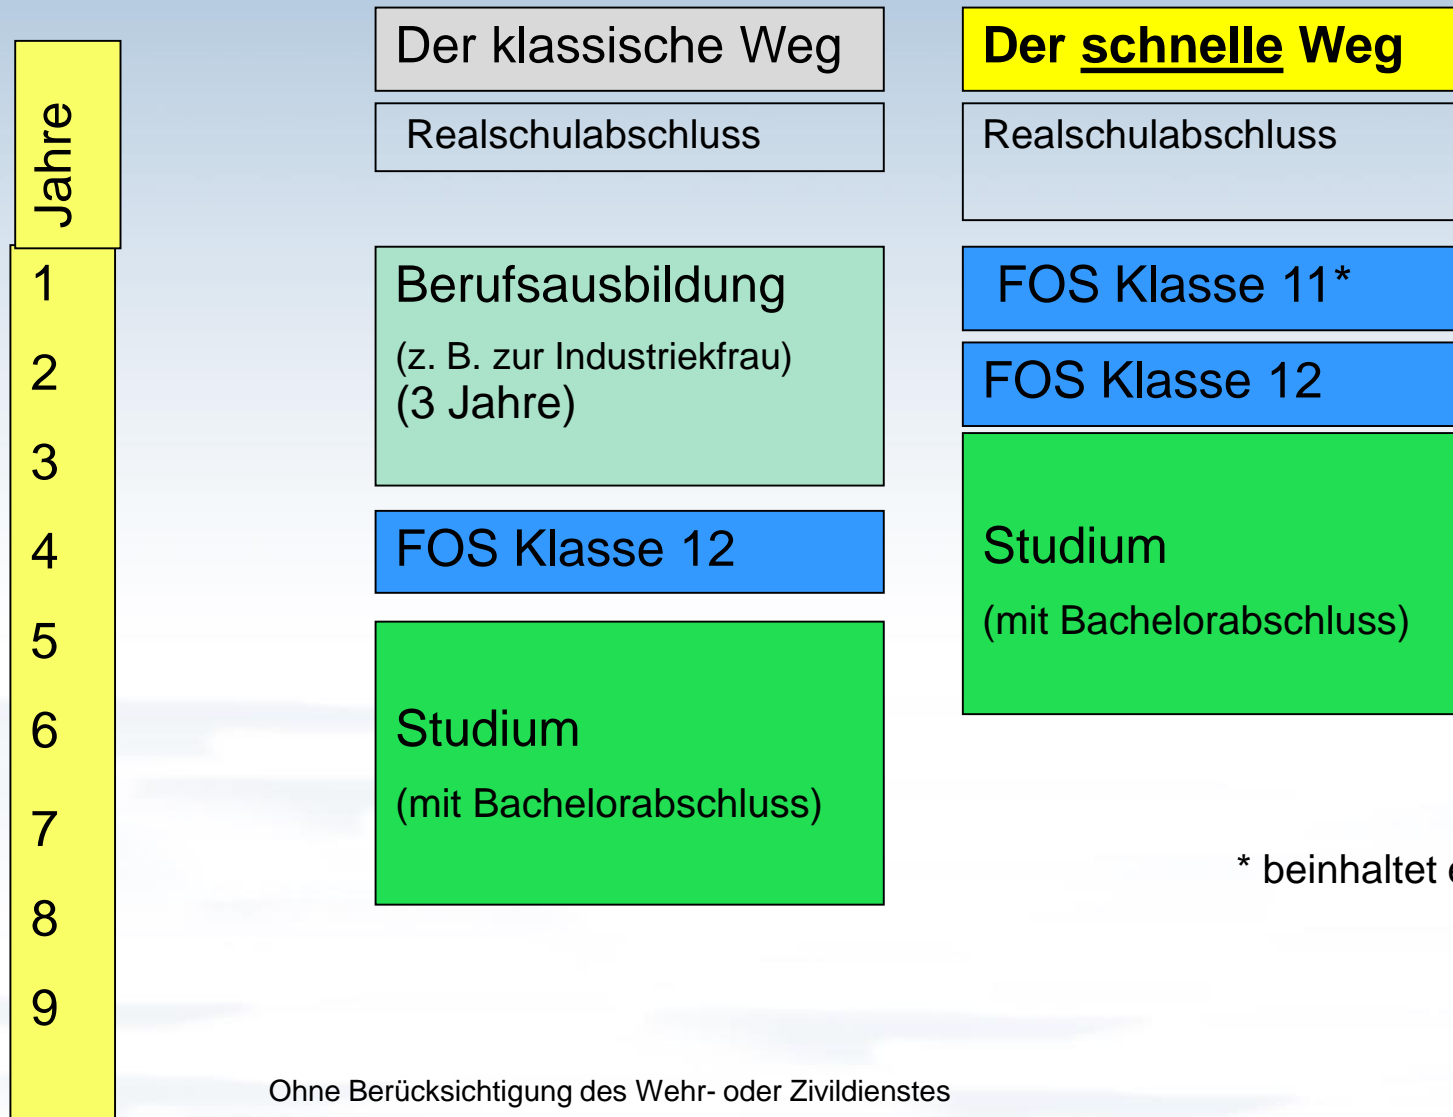 Jahre
1
2
3
4
5
6
7
8
9
Der klassische Weg
Realschulabschluss
Berufsausbildung
(z. B. zur Industriekfrau)
(3 Jahre)
FOS Klasse 12
Studium
(mit Bachelorabschluss)
Der schnelle Weg
Realschulabschluss
FOS Klasse 11*
FOS Klasse 12
Studium
(mit Bachelorabschluss)
* beinhaltet
Ohne Berücksichtigung des Wehr- oder Zivildienstes